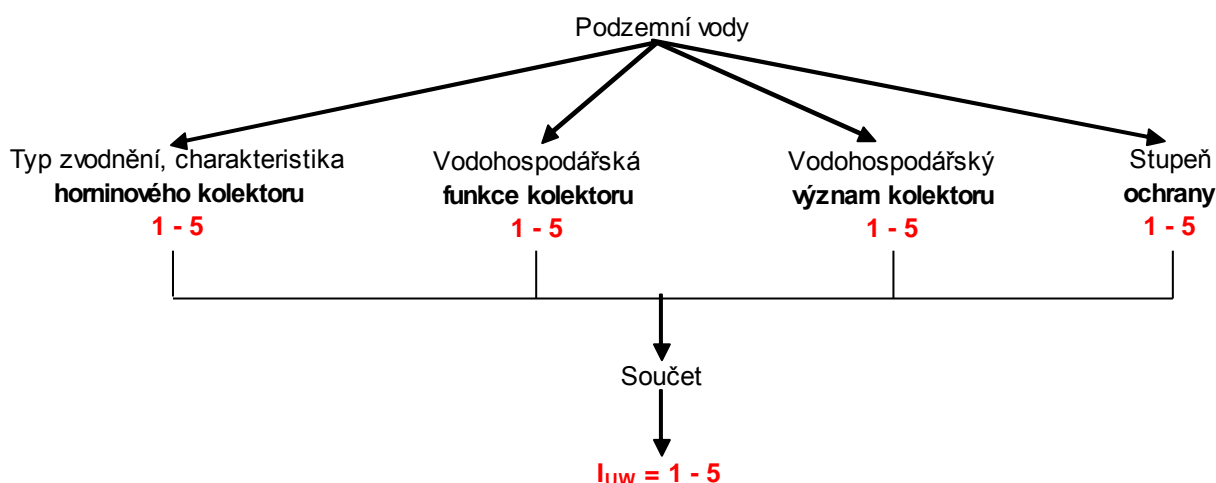 Podzemní vody
Typ zvodnění, charakteristika
horninového kolektoru
1 - 5
Vodohospodářská
funkce kolektoru
1 - 5
Vodohospodářský
význam kolektoru
1 - 5
Stupeň
ochrany
1 - 5
Součet
IUW = 1 - 5